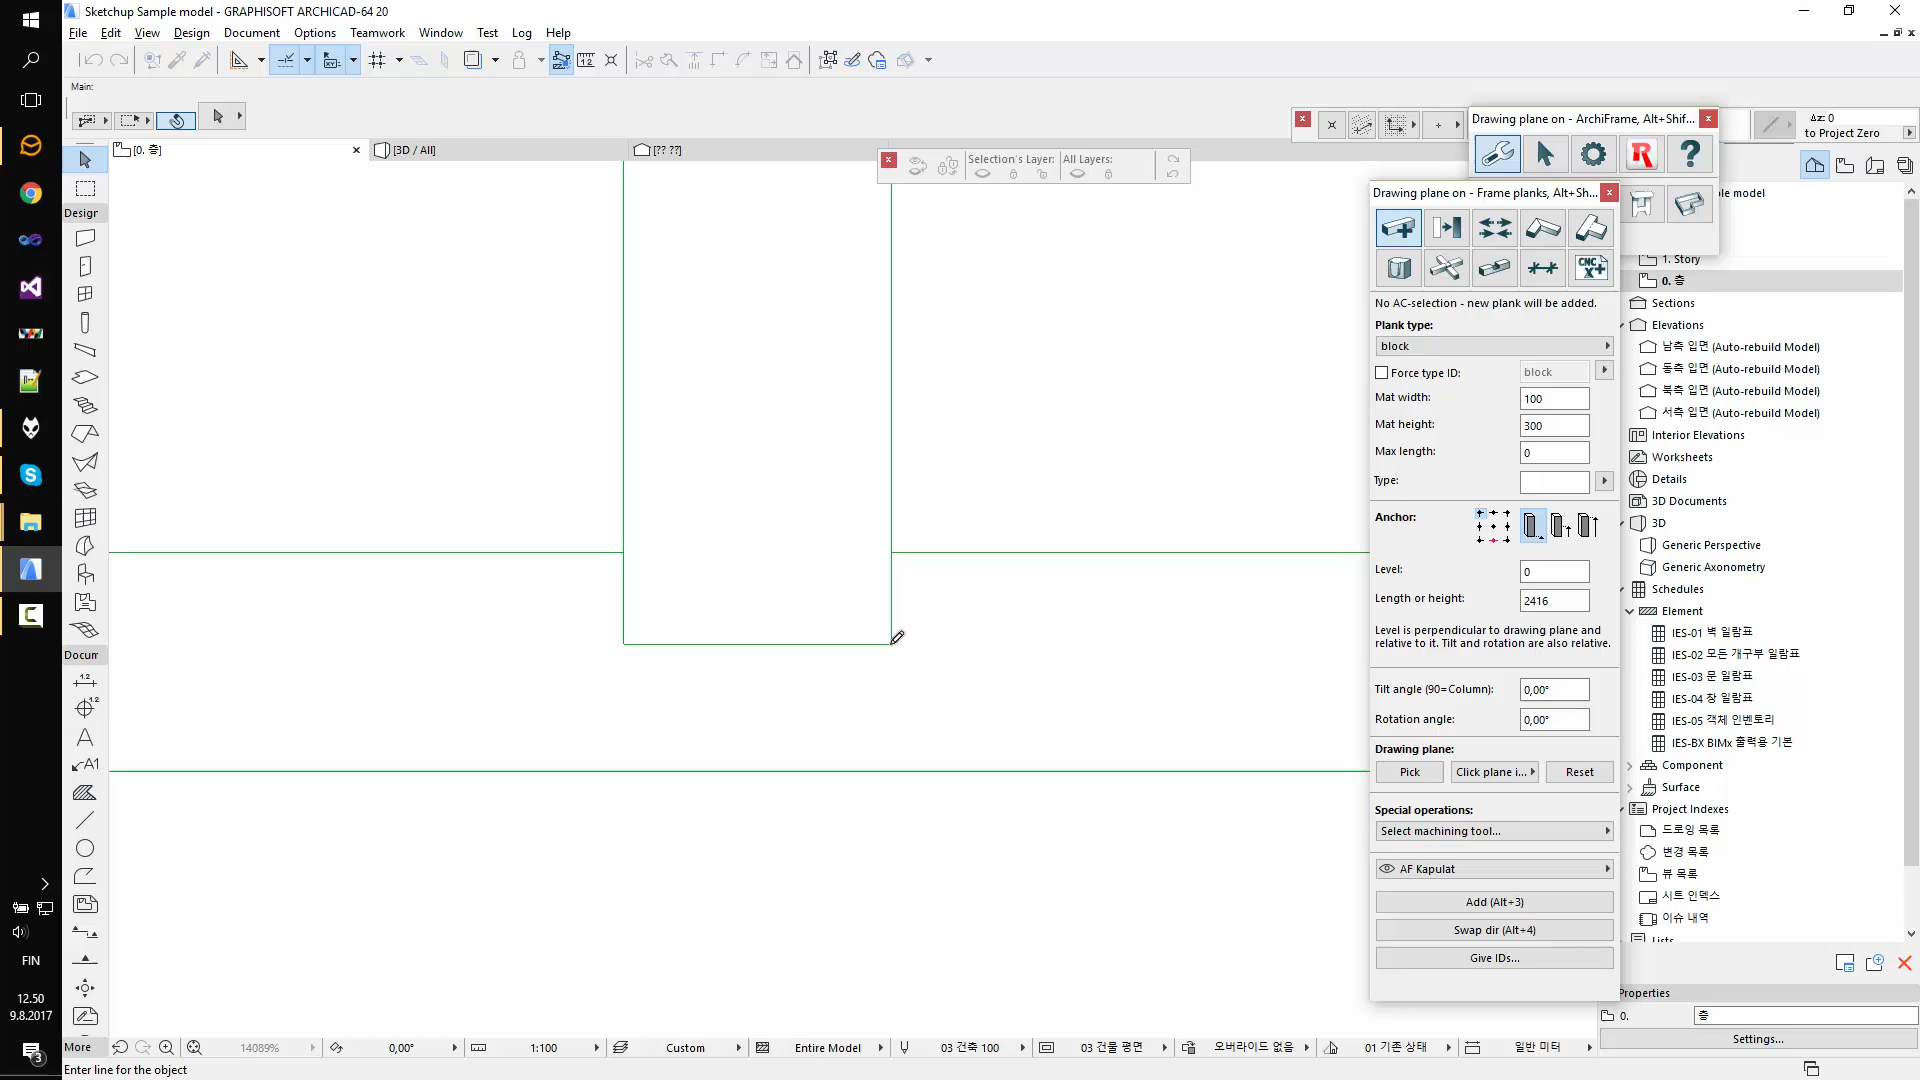 Sketchup Sample model - GRAPHISOFT ARCHICAD-64 20
File Edit View Design Document Options Teamwork Window Test Log Help
Main:
Drawing plane on - ArchiFrame, Alt+Shif...
Δz: 0
to Project Zero
[0. 층]
[3D / All]
[?? ??]
Selection's Layer:
All Layers:
Drawing plane on - Frame planks, Alt+Sh...
No AC-selection - new plank will be added.
Plank type:
block
Force type ID: block
Mat width: 100
Mat height: 300
Max length: 0
Type:
Anchor:
Level: 0
Length or height: 2416
Level is perpendicular to drawing plane and
relative to it. Tilt and rotation are also relative.
Tilt angle (90=Column): 0,00°
Rotation angle: 0,00°
Drawing plane:
Pick Click plane i... Reset
Special operations:
Select machining tool...
AF Kapulat
Add (Alt+3)
Swap dir (Alt+4)
Give IDs...
Design
Docum
More
le model
1. Story
0. 층
Sections
Elevations
남측 입면 (Auto-rebuild Model)
동측 입면 (Auto-rebuild Model)
북측 입면 (Auto-rebuild Model)
서측 입면 (Auto-rebuild Model)
Interior Elevations
Worksheets
Details
3D Documents
3D
Generic Perspective
Generic Axonometry
Schedules
Element
IES-01 벽 일람표
IES-02 모든 개구부 일람표
IES-03 문 일람표
IES-04 창 일람표
IES-05 객체 인벤토리
IES-BX BIMx 출력용 기본
Component
Surface
Project Indexes
드로잉 목록
변경 목록
뷰 목록
시트 인덱스
이슈 내역
Lists
Properties
0. 층
Settings...
FIN
12.50
9.8.2017
3
14089% 0,00° 1:100 Custom Entire Model 03 건축 100 03 건물 평면 오버라이드 없음 01 기존 상태 일반 미터
Enter line for the object